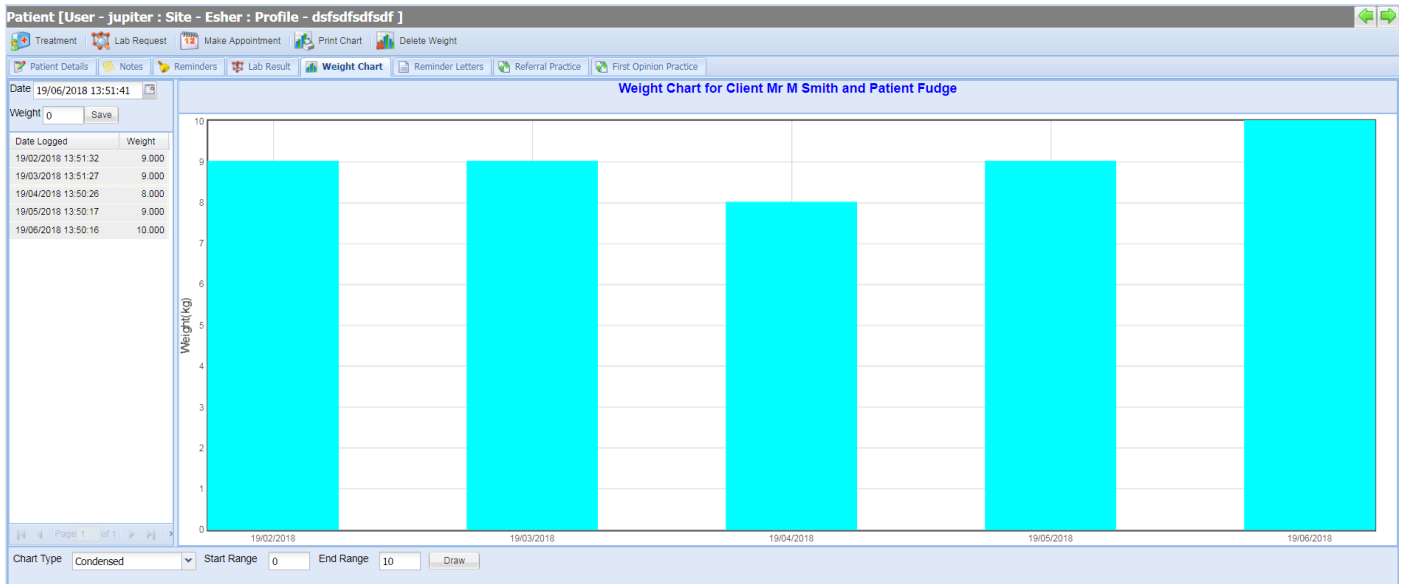 Patient [User - jupiter : Site - Esher : Profile - dsfsdfsdfsdf ]
Treatment Lab Request 12 Make Appointment Print Chart Delete Weight
Patient Details Notes Reminders Lab Result Weight Chart Reminder Letters Referral Practice First Opinion Practice
Date 19/06/2018 13:51:41
Weight 0 Save
Date Logged Weight
19/02/2018 13:51:32 9.000
19/03/2018 13:51:27 9.000
19/04/2018 13:50:26 8.000
19/05/2018 13:50:17 9.000
19/06/2018 13:50:16 10.000
Page 1 of 1
Weight Chart for Client Mr M Smith and Patient Fudge
Weight(kg)
10
9
8
7
6
5
4
3
2
1
0
19/02/2018 19/03/2018 19/04/2018 19/05/2018 19/06/2018
Chart Type Condensed Start Range 0 End Range 10 Draw